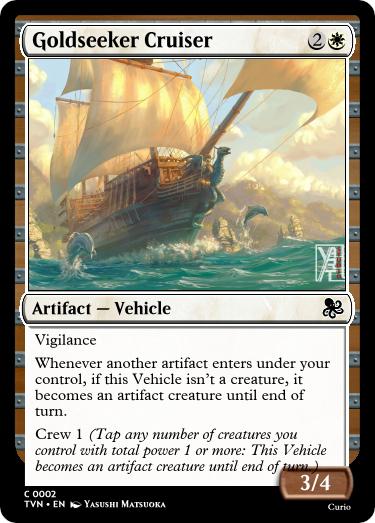 Goldseeker Cruiser 2
Artifact — Vehicle
Vigilance
Whenever another artifact enters under your
control, if this Vehicle isn't a creature, it
becomes an artifact creature until end of
turn.
Crew 1 (Tap any number of creatures you
control with total power 1 or more: This Vehicle
becomes an artifact creature until end of turn.)
3/4
C 0002
TVN • EN Yasushi Matsuoka
Curio